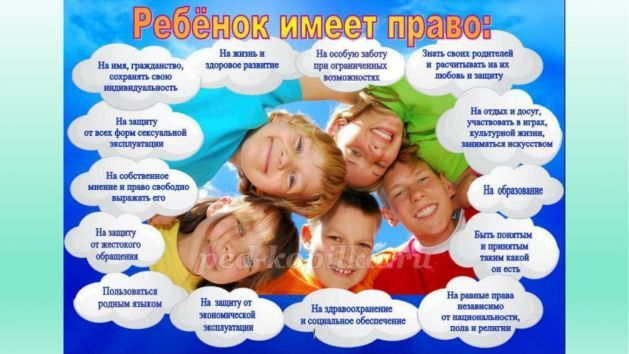 Ребёнок имеет право:
На имя, гражданство,
сохранять свою
индивидуальность
На жизнь и
здоровое развитие
На особую заботу
при ограниченных
возможностях
Знать своих родителей
и расчитывать на их
любовь и защиту
На защиту
от всех форм сексуальной
эксплуатации
На отдых и досуг,
участвовать в играх,
культурной жизни,
заниматься искусством
На собственное
мнение и право свободно
выражать его
На образование
На защиту
от жестокого
обращения
Быть понятым
и принятым
таким какой
он есть
Пользоваться
родным языком
На защиту от
экономической
эксплуатации
На здравоохранение
и социальное обеспечение
На равные права
независимо
от национальности,
пола и религии
ped-kopilka.ru